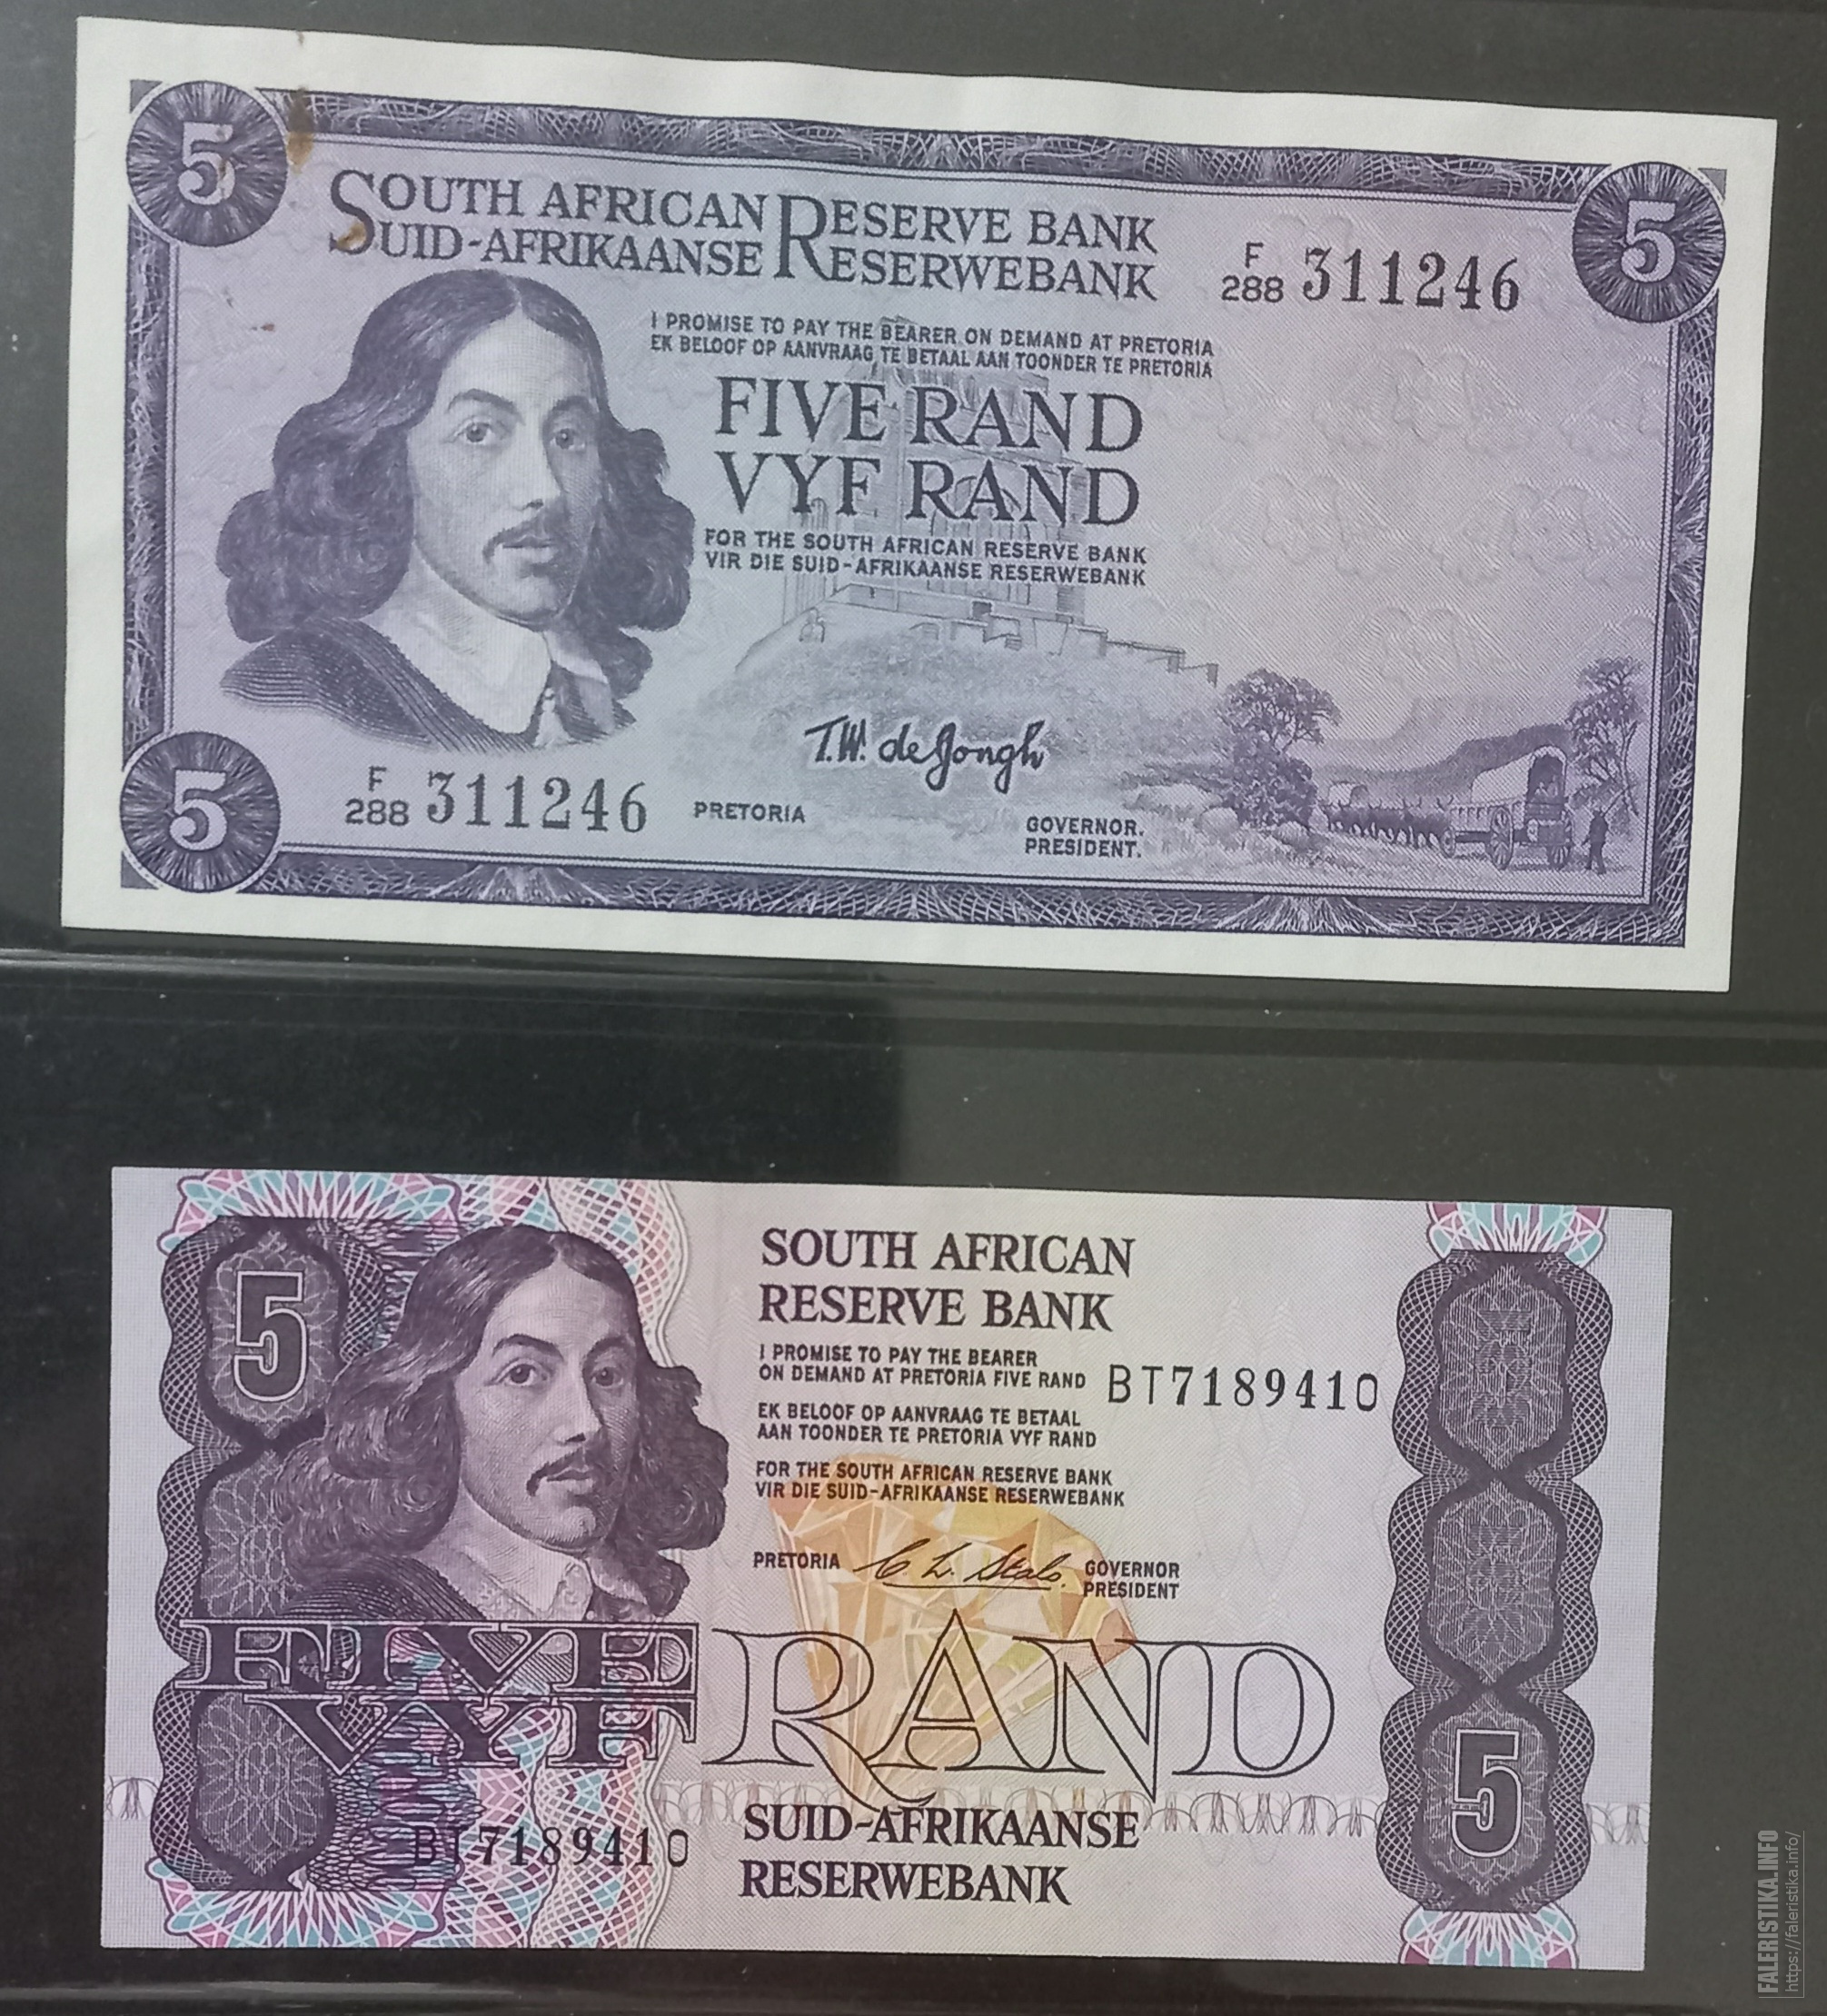 5
5
SOUTH AFRICAN RESERVE BANK
SUID-AFRIKAANSE RESERWEBANK
F
288 311246
I PROMISE TO PAY THE BEARER ON DEMAND AT PRETORIA
EK BELOOF OP AANVRAAG TE BETAAL AAN TOONDER TE PRETORIA
FIVE RAND
VYF RAND
FOR THE SOUTH AFRICAN RESERVE BANK
VIR DIE SUID-AFRIKAANSE RESERWEBANK
T.W. de Jongh
5
F
288 311246
PRETORIA
GOVERNOR.
PRESIDENT.
5
SOUTH AFRICAN
RESERVE BANK
I PROMISE TO PAY THE BEARER
ON DEMAND AT PRETORIA FIVE RAND
BT7189410
EK BELOOF OP AANVRAAG TE BETAAL
AAN TOONDER TE PRETORIA VYF RAND
FOR THE SOUTH AFRICAN RESERVE BANK
VIR DIE SUID-AFRIKAANSE RESERWEBANK
PRETORIA C L. Stals. GOVERNOR
PRESIDENT
FIVE
VYF
RAND
5
BT7189410
SUID-AFRIKAANSE
RESERWEBANK
FALERISTIKA.INFO
https://faleristika.info/